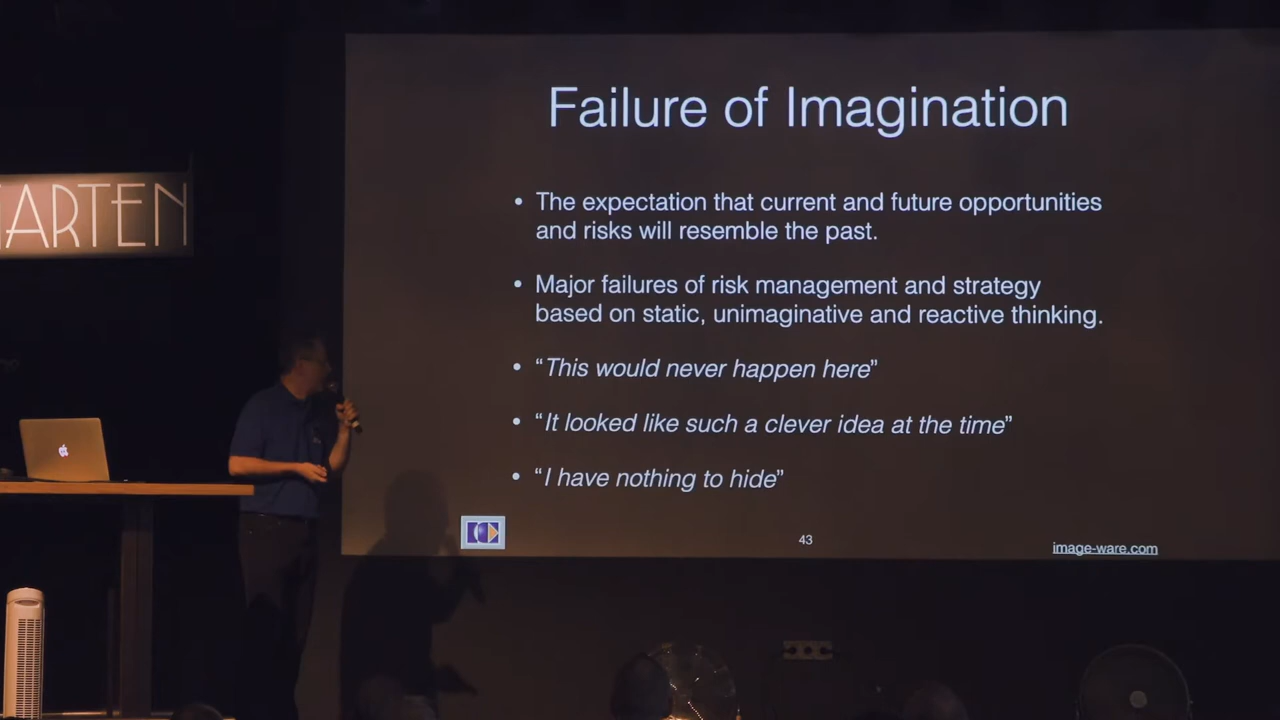 ARTEN
Failure of Imagination
• The expectation that current and future opportunities
and risks will resemble the past.
• Major failures of risk management and strategy
based on static, unimaginative and reactive thinking.
• “This would never happen here”
• “It looked like such a clever idea at the time”
• “I have nothing to hide”
43
image-ware.com